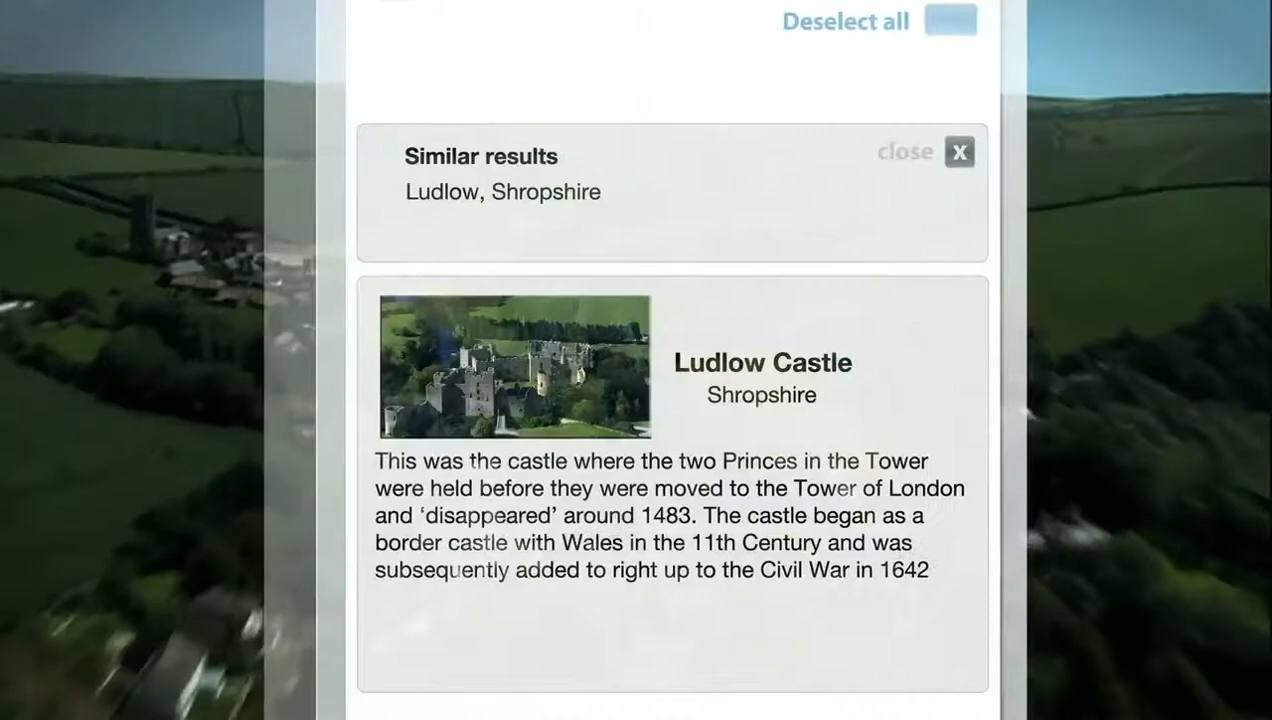 Deselect all
Similar results
close X
Ludlow, Shropshire
Ludlow Castle
Shropshire
This was the castle where the two Princes in the Tower
were held before they were moved to the Tower of London
and ‘disappeared’ around 1483. The castle began as a
border castle with Wales in the 11th Century and was
subsequently added to right up to the Civil War in 1642